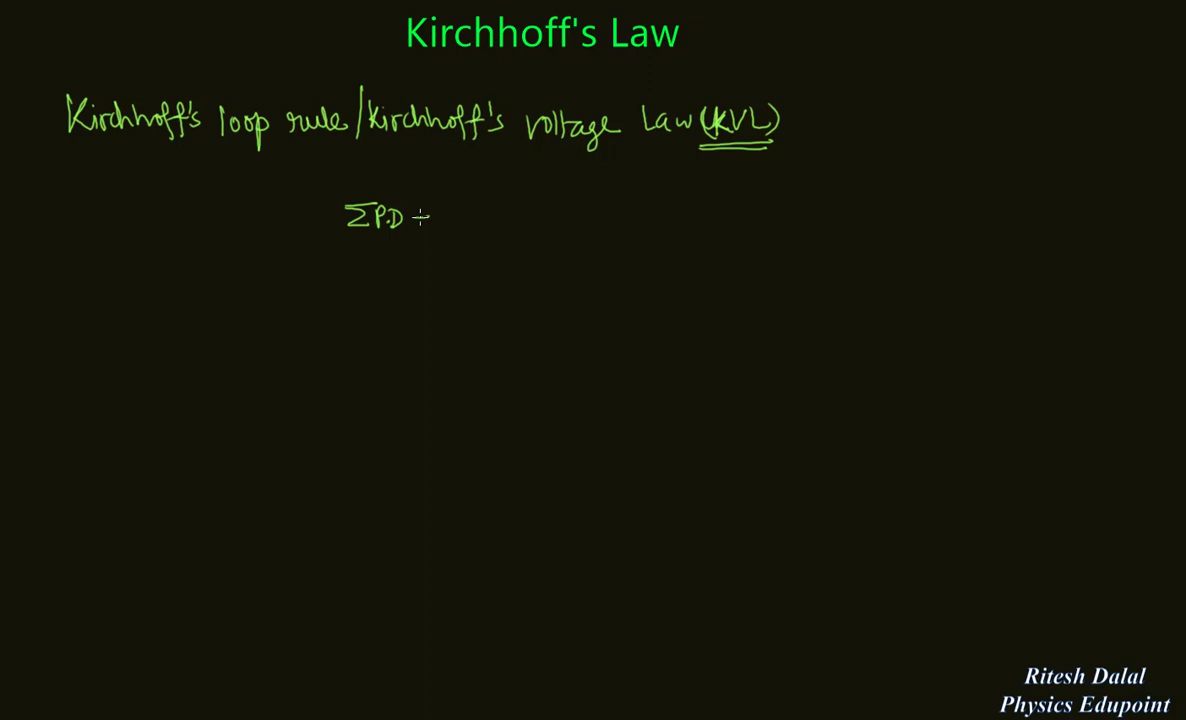 Kirchhoff's Law
Kirchhoff's loop rule/Kirchhoff's voltage Law (KVL)
ΣP.D
Ritesh Dalal
Physics Edupoint